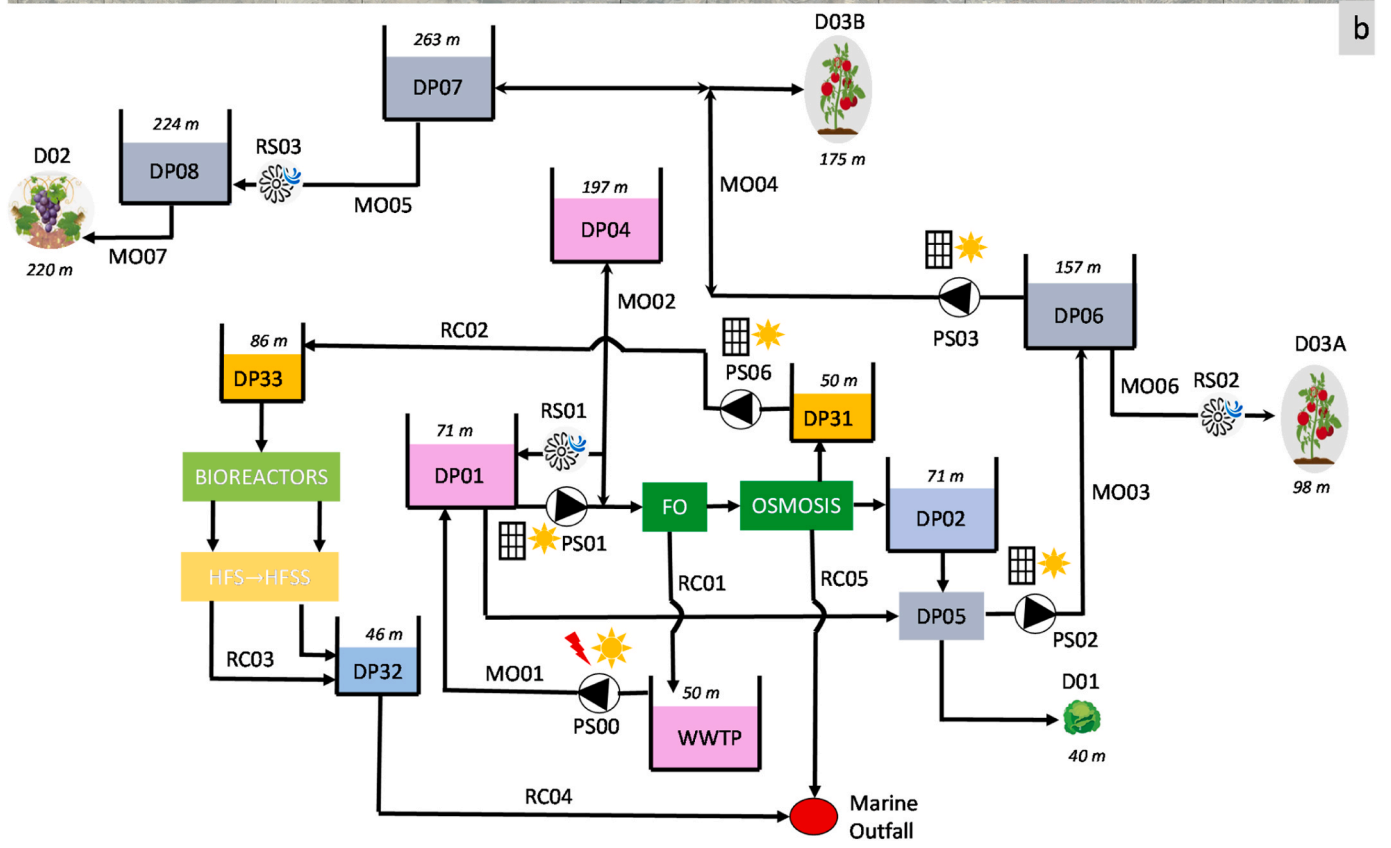 b
D03B
263 m
DP07
175 m
224 m
DP08
RS03
MO05
D02
220 m
MO07
MO04
197 m
DP04
MO02
157 m
DP06
PS03
RC02
86 m
DP33
PS06
50 m
DP31
D03A
MO06
RS02
98 m
RS01
71 m
DP01
PS01
BIOREACTORS
FO
OSMOSIS
71 m
DP02
MO03
HFS→HFSS
RC01
RC05
DP05
PS02
46 m
DP32
RC03
MO01
PS00
50 m
WWTP
D01
40 m
RC04
Marine
Outfall